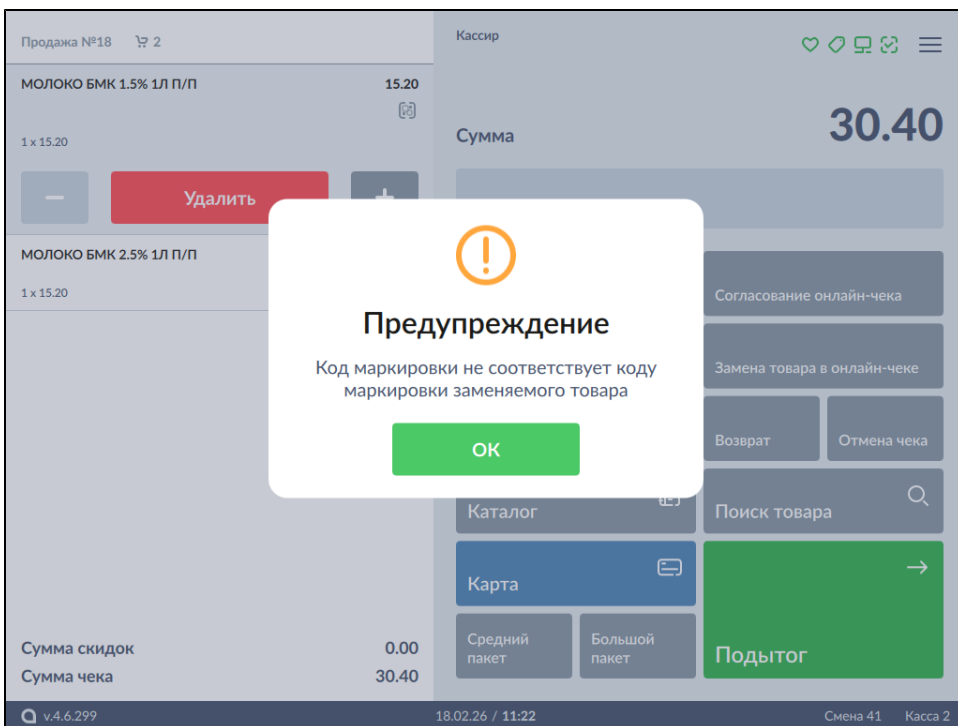 Продажа №18 2
МОЛОКО БМК 1.5% 1Л П/П 15.20
1 x 15.20
Удалить
МОЛОКО БМК 2.5% 1Л П/П
1 x 15.20
Сумма скидок 0.00
Сумма чека 30.40
Кассир
Сумма 30.40
Предупреждение
Код маркировки не соответствует коду
маркировки заменяемого товара
ОК
Согласование онлайн-чека
Замена товара в онлайн-чеке
Возврат
Отмена чека
Каталог
Поиск товара
Карта
Средний
пакет
Большой
пакет
Подытог
v.4.6.299
18.02.26 / 11:22
Смена 41 Касса 2